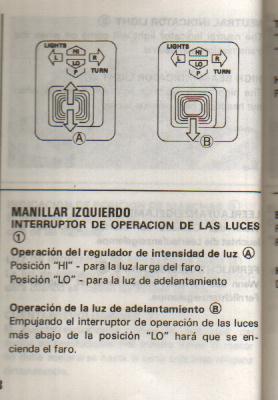 LIGHTS
HI
L R
LO
P
TURN
A
LIGHTS
HI
L R
LO
P
TURN
B
MANILLAR IZQUIERDO
INTERRUPTOR DE OPERACION DE LAS LUCES
①
Operación del regulador de intensidad de luz Ⓐ
Posición "HI" - para la luz larga del faro.
Posición "LO" - para la luz de adelantamiento
Operación de la luz de adelantamiento Ⓑ
Empujando el interruptor de operación de las luces
más abajo de la posición "LO" hará que se en-
cienda el faro.